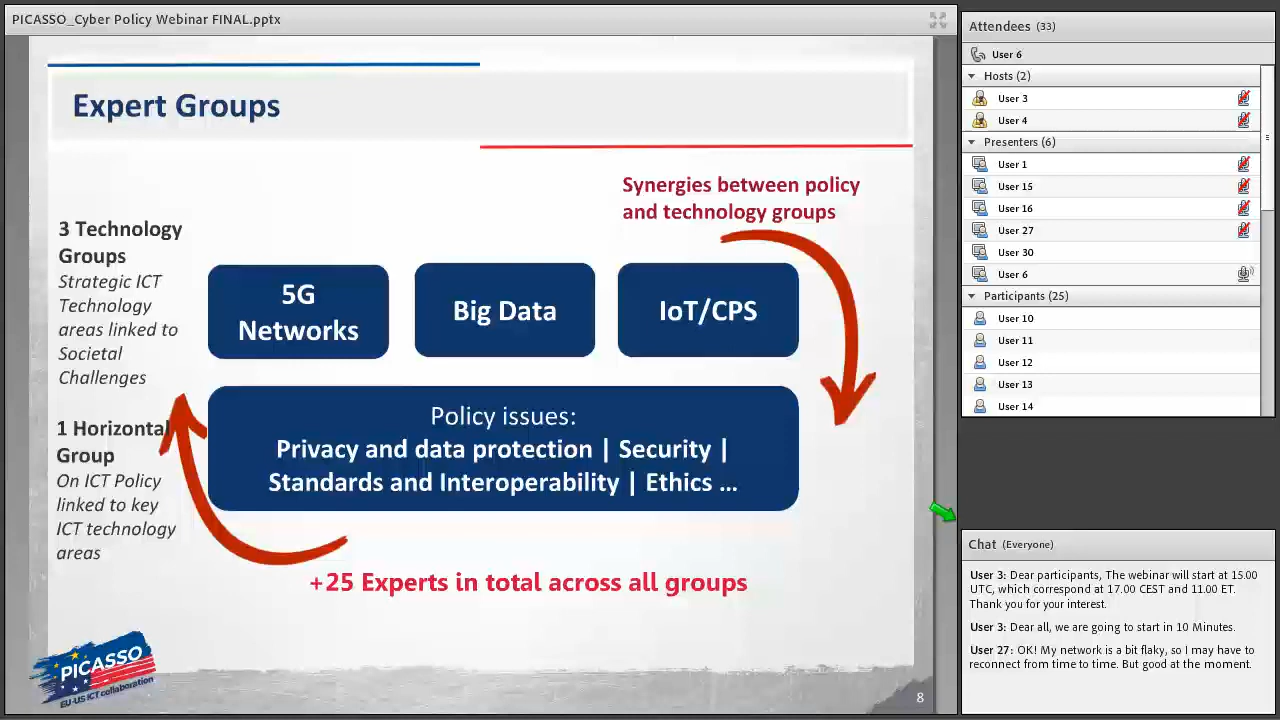 PICASSO_Cyber Policy Webinar FINAL.pptx
Expert Groups
Synergies between policy
and technology groups
3 Technology
Groups
Strategic ICT
Technology
areas linked to
Societal
Challenges
5G
Networks
Big Data
IoT/CPS
1 Horizontal
Group
On ICT Policy
linked to key
ICT technology
areas
Policy issues:
Privacy and data protection | Security |
Standards and Interoperability | Ethics ...
+25 Experts in total across all groups
PICASSO
EU-US ICT collaboration
8
Attendees (33)
User 6
Hosts (2)
User 3
User 4
Presenters (6)
User 1
User 15
User 16
User 27
User 30
User 6
Participants (25)
User 10
User 11
User 12
User 13
User 14
Chat (Everyone)
User 3: Dear participants, The webinar will start at 15.00
UTC, which correspond at 17.00 CEST and 11.00 ET.
Thank you for your interest.
User 3: Dear all, we are going to start in 10 Minutes.
User 27: OK! My network is a bit flaky, so I may have to
reconnect from time to time. But good at the moment.